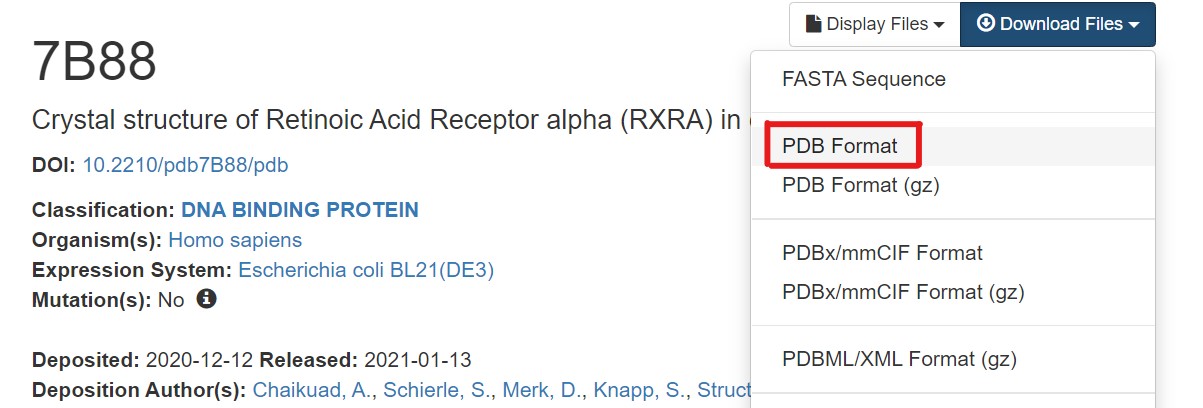 Display Files
Download Files
7B88
FASTA Sequence
Crystal structure of Retinoic Acid Receptor alpha (RXRA) in
PDB Format
DOI: 10.2210/pdb7B88/pdb
PDB Format (gz)
Classification: DNA BINDING PROTEIN
Organism(s): Homo sapiens
PDBx/mmCIF Format
Expression System: Escherichia coli BL21(DE3)
PDBx/mmCIF Format (gz)
Mutation(s): No
Deposited: 2020-12-12 Released: 2021-01-13
PDBML/XML Format (gz)
Deposition Author(s): Chaikuad, A., Schierle, S., Merk, D., Knapp, S., Struct